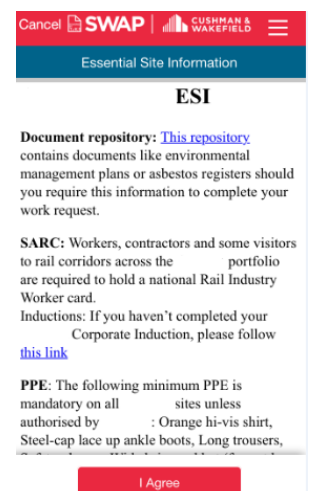 Cancel SWAP | CUSHMAN & WAKEFIELD
Essential Site Information
ESI
Document repository: This repository
contains documents like environmental
management plans or asbestos registers should
you require this information to complete your
work request.
SARC: Workers, contractors and some visitors
to rail corridors across the portfolio
are required to hold a national Rail Industry
Worker card.
Inductions: If you haven't completed your
Corporate Induction, please follow
this link
PPE: The following minimum PPE is
mandatory on all sites unless
authorised by : Orange hi-vis shirt,
Steel-cap lace up ankle boots, Long trousers,
I Agree